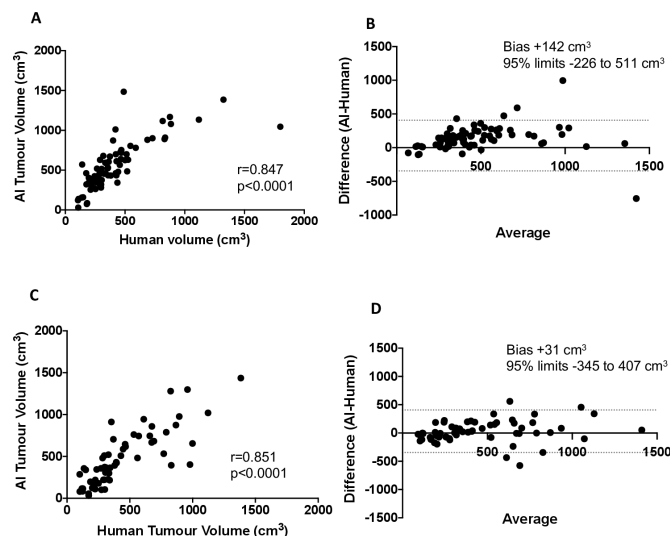 A
2000
1500
1000
500
0
0 500 1000 1500 2000
AI Tumour Volume (cm3)
Human volume (cm3)
r=0.847
p<0.0001
B
Bias +142 cm3
95% limits -226 to 511 cm3
1500
1000
500
0
-500
-1000
500 1000 1500
Difference (AI-Human)
Average
C
2000
1500
1000
500
0
0 500 1000 1500 2000
AI Tumour Volume (cm3)
Human Tumour Volume (cm3)
r=0.851
p<0.0001
D
Bias +31 cm3
95% limits -345 to 407 cm3
1500
1000
500
0
-500
-1000
-1500
500 1000 1500
Difference (AI-Human)
Average